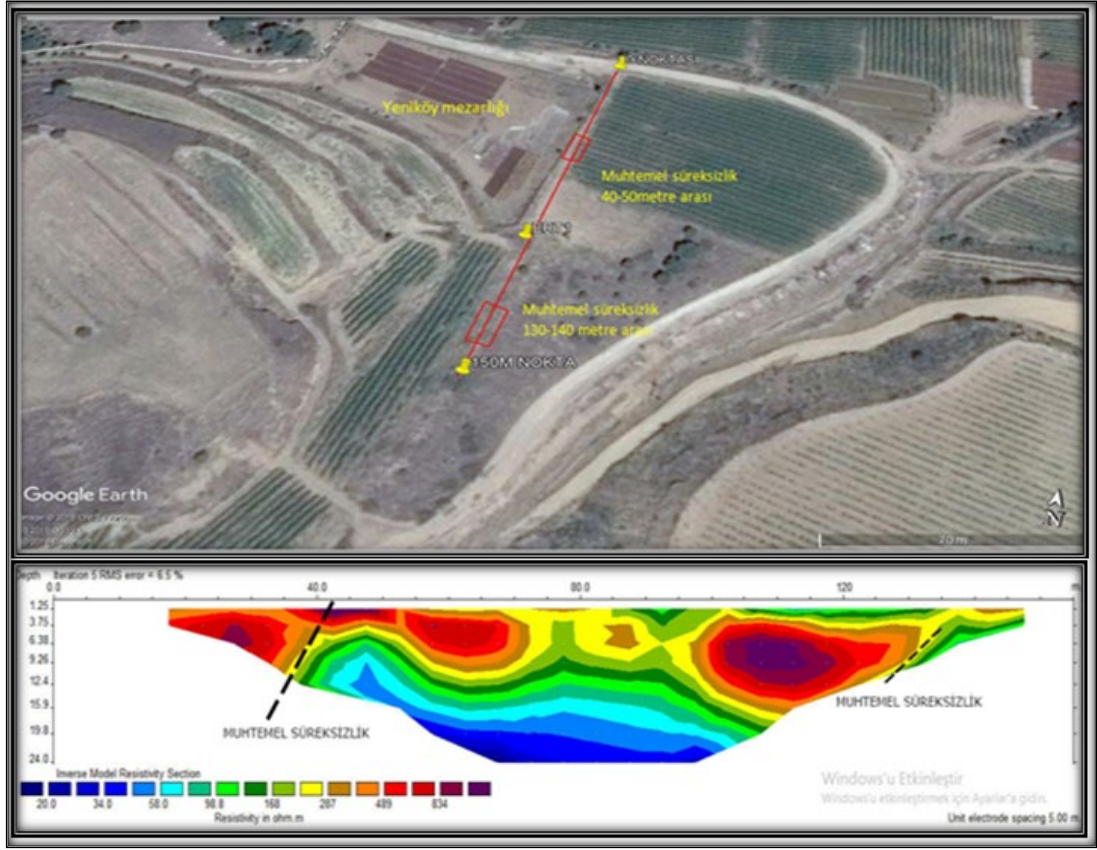 0 NOKTASI
Yeniköy mezarlığı
Muhtemel süreksizlik
40-50metre arası
ERT-1
Muhtemel süreksizlik
130-140 metre arası
150M NOKTA
Google Earth
N
20 m
Depth Iteration 5 RMS error = 6.5 %
0.0 40.0 80.0 120 m
1.25
3.75
6.38
9.26
12.4
15.9
19.8
24.0
MUHTEMEL SÜREKSİZLİK
MUHTEMEL SÜREKSİZLİK
Inverse Model Resistivity Section
20.0 34.0 58.0 98.8 168 287 489 834
Resistivity in ohm.m
Windows'u Etkinleştir
Windows'u etkinleştirmek için Ayarlar'a gidin.
Unit electrode spacing 5.00 m